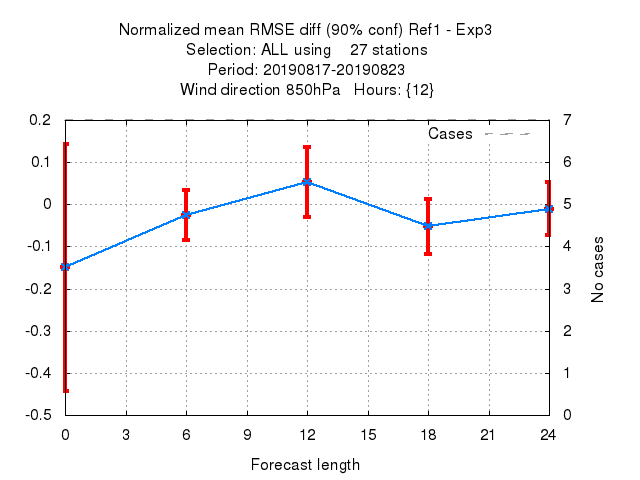 Normalized mean RMSE diff (90% conf) Ref1 - Exp3
Selection: ALL using 27 stations
Period: 20190817-20190823
Wind direction 850hPa Hours: {12}
Cases
0.2
0.1
0
-0.1
-0.2
-0.3
-0.4
-0.5
7
6
5
4
3
2
1
0
No cases
0 3 6 9 12 15 18 21 24
Forecast length